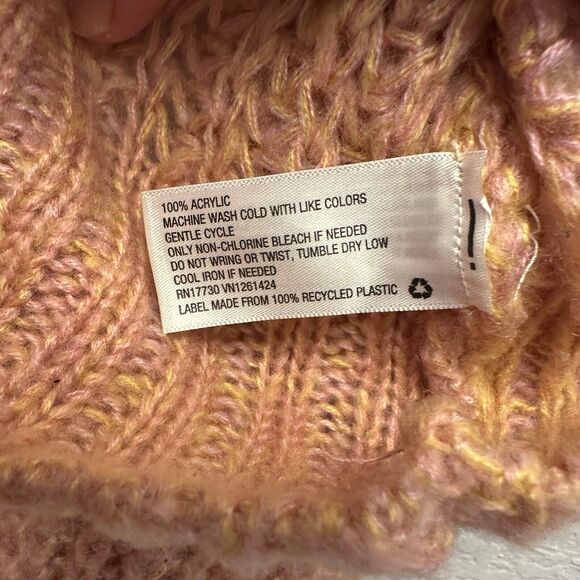 100% ACRYLIC
MACHINE WASH COLD WITH LIKE COLORS
GENTLE CYCLE
ONLY NON-CHLORINE BLEACH IF NEEDED
DO NOT WRING OR TWIST, TUMBLE DRY LOW
COOL IRON IF NEEDED
RN17730 VN1261424
LABEL MADE FROM 100% RECYCLED PLASTIC